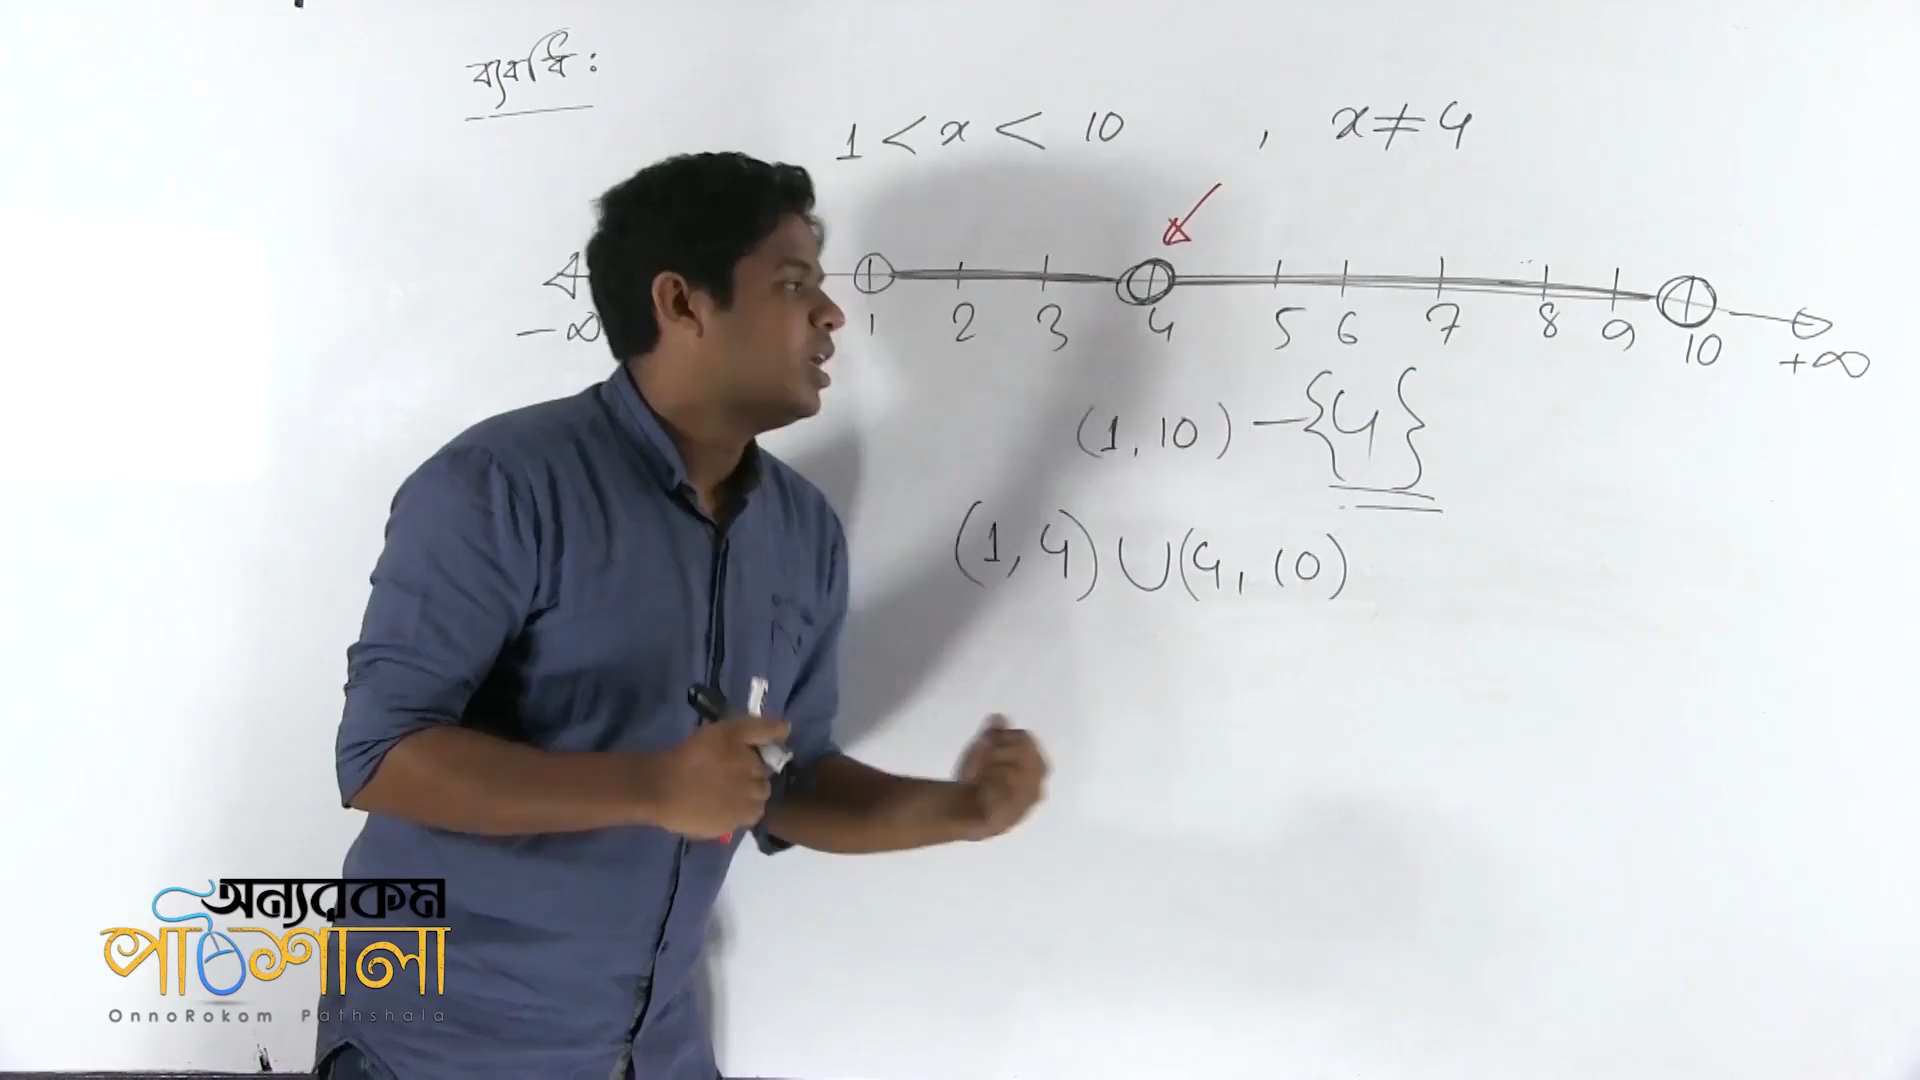 ব্যবধি :
1 < x < 10 , x ≠ 4
1 2 3 4 5 6 7 8 9 10
- ∞ + ∞
(1, 10) - {4}
(1, 4) ∪ (4, 10)
অন্যরকম
পাঠশালা
OnnoRokom Pathshala